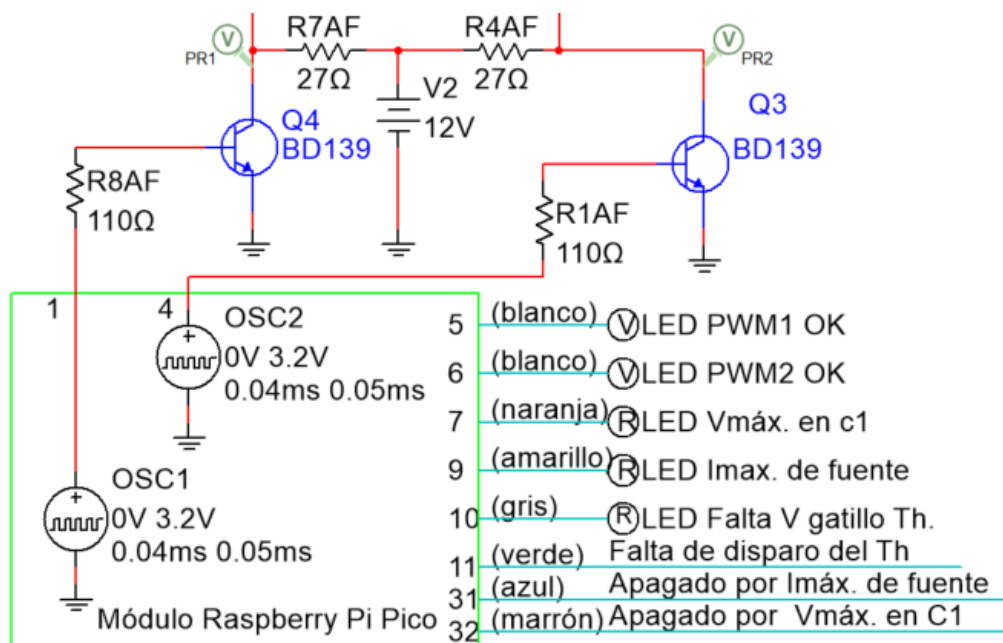 R7AF
R4AF
V
PR1
27Ω
27Ω
V
PR2
V2
12V
Q4
BD139
Q3
BD139
R8AF
110Ω
R1AF
110Ω
1
4
OSC2
0V 3.2V
0.04ms 0.05ms
OSC1
0V 3.2V
0.04ms 0.05ms
Módulo Raspberry Pi Pico
5 (blanco) V LED PWM1 OK
6 (blanco) V LED PWM2 OK
7 (naranja) R LED Vmáx. en c1
9 (amarillo) R LED Imax. de fuente
10 (gris) R LED Falta V gatillo Th.
11 (verde) Falta de disparo del Th
31 (azul) Apagado por Imáx. de fuente
32 (marrón) Apagado por Vmáx. en C1